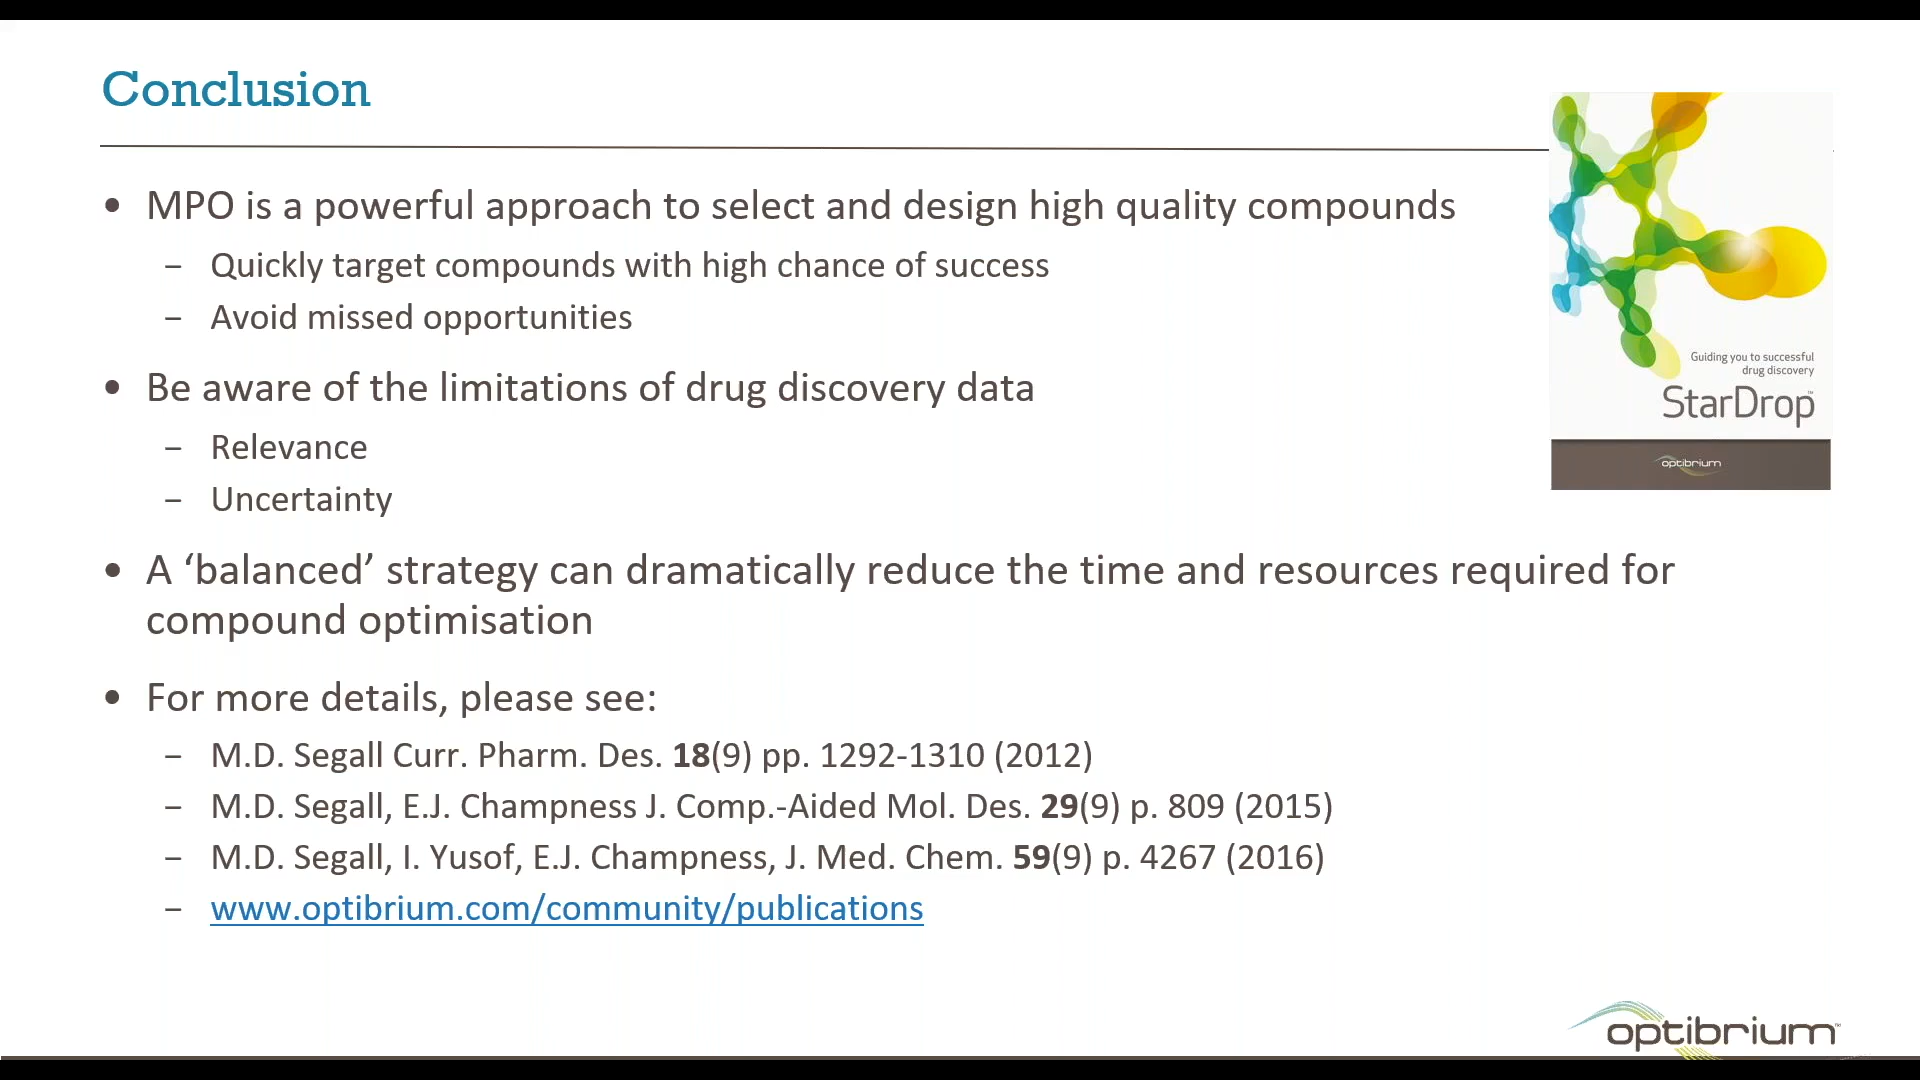 Conclusion
• MPO is a powerful approach to select and design high quality compounds
– Quickly target compounds with high chance of success
– Avoid missed opportunities
• Be aware of the limitations of drug discovery data
– Relevance
– Uncertainty
• A ‘balanced’ strategy can dramatically reduce the time and resources required for
compound optimisation
• For more details, please see:
– M.D. Segall Curr. Pharm. Des. 18(9) pp. 1292-1310 (2012)
– M.D. Segall, E.J. Champness J. Comp.-Aided Mol. Des. 29(9) p. 809 (2015)
– M.D. Segall, I. Yusof, E.J. Champness, J. Med. Chem. 59(9) p. 4267 (2016)
– www.optibrium.com/community/publications
Guiding you to successful
drug discovery
StarDrop™
optibrium
optibrium™